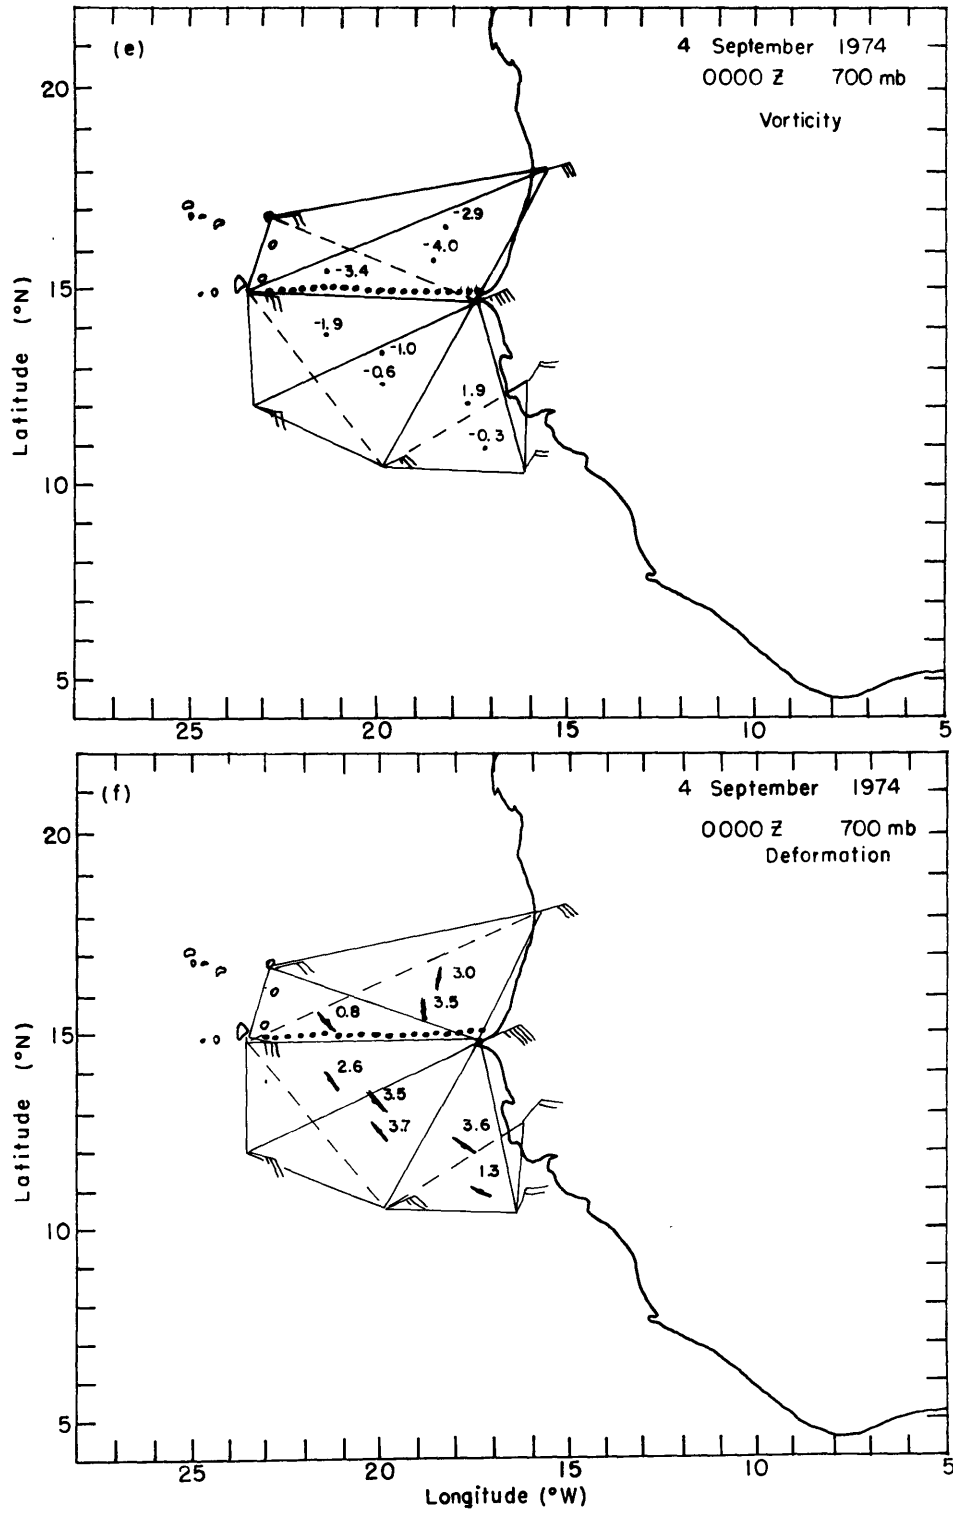 (e)
4 September 1974
0000 Z 700 mb
Vorticity
20
-2.9
-4.0
-3.4
15
-1.9
-1.0
-0.6
1.9
-0.3
10
5
Latitude (°N)
25 20 15 10 5
(f)
4 September 1974
0000 Z 700 mb
Deformation
20
3.0
3.5
0.8
15
2.6
3.5
3.7
3.6
1.3
10
5
Latitude (°N)
25 20 15 10 5
Longitude (°W)